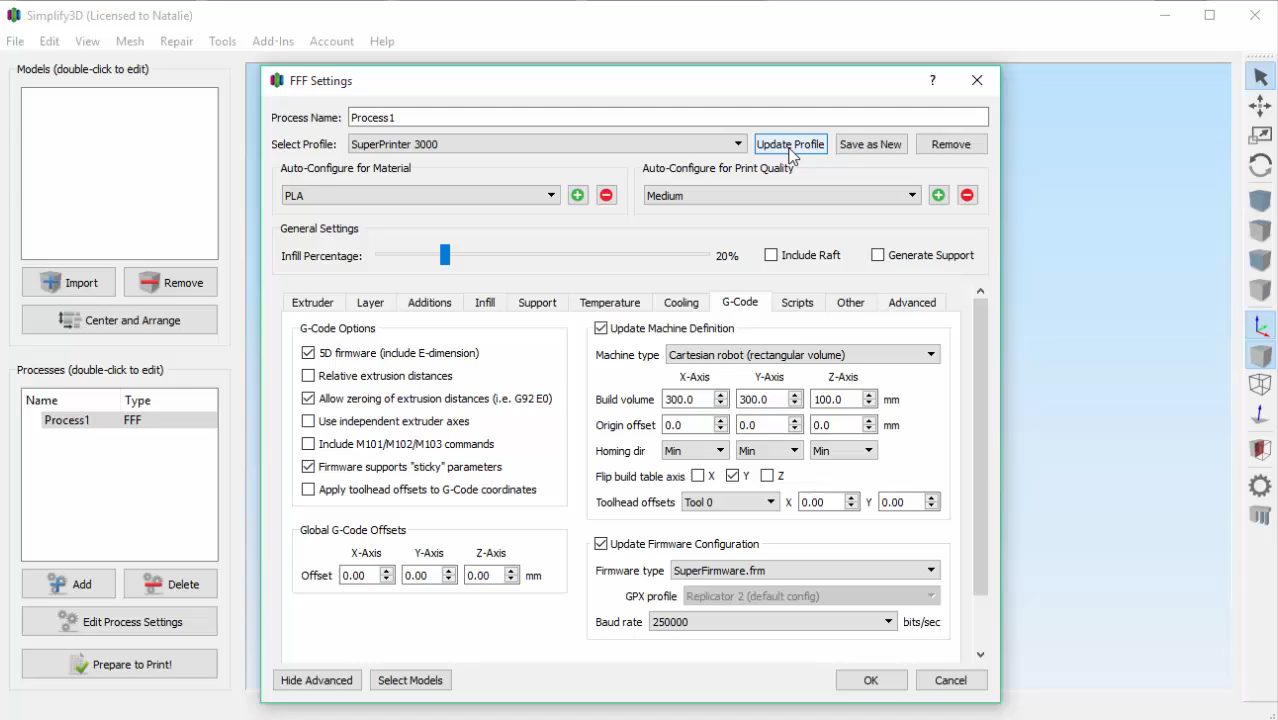 Simplify3D (Licensed to Natalie)
File Edit View Mesh Repair Tools Add-Ins Account Help
Models (double-click to edit)
Import Remove
Center and Arrange
Processes (double-click to edit)
Name Type
Process1 FFF
Add Delete
Edit Process Settings
Prepare to Print!
FFF Settings ?
Process Name: Process1
Select Profile: SuperPrinter 3000 Update Profile Save as New Remove
Auto-Configure for Material Auto-Configure for Print Quality
PLA Medium
General Settings
Infill Percentage: 20% Include Raft Generate Support
Extruder Layer Additions Infill Support Temperature Cooling G-Code Scripts Other Advanced
G-Code Options
5D firmware (include E-dimension)
Relative extrusion distances
Allow zeroing of extrusion distances (i.e. G92 E0)
Use independent extruder axes
Include M101/M102/M103 commands
Firmware supports "sticky" parameters
Apply toolhead offsets to G-Code coordinates
Global G-Code Offsets
X-Axis Y-Axis Z-Axis
Offset 0.00 0.00 0.00 mm
Update Machine Definition
Machine type Cartesian robot (rectangular volume)
X-Axis Y-Axis Z-Axis
Build volume 300.0 300.0 100.0 mm
Origin offset 0.0 0.0 0.0 mm
Homing dir Min Min Min
Flip build table axis X Y Z
Toolhead offsets Tool 0 X 0.00 Y 0.00
Update Firmware Configuration
Firmware type SuperFirmware.frm
GPX profile Replicator 2 (default config)
Baud rate 250000 bits/sec
Hide Advanced Select Models OK Cancel